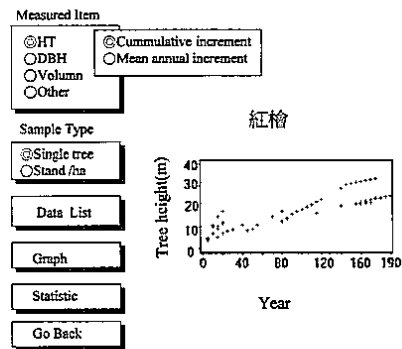 Measured Item
◎HT
○DBH
○Volumn
○Other
◎Cummulative increment
○Mean annual increment
Sample Type
◎Single tree
○Stand /ha
Data List
Graph
Statistic
Go Back
紅檜
Tree height(m)
40
30
20
10
0
0 40 80 120 160 190
Year